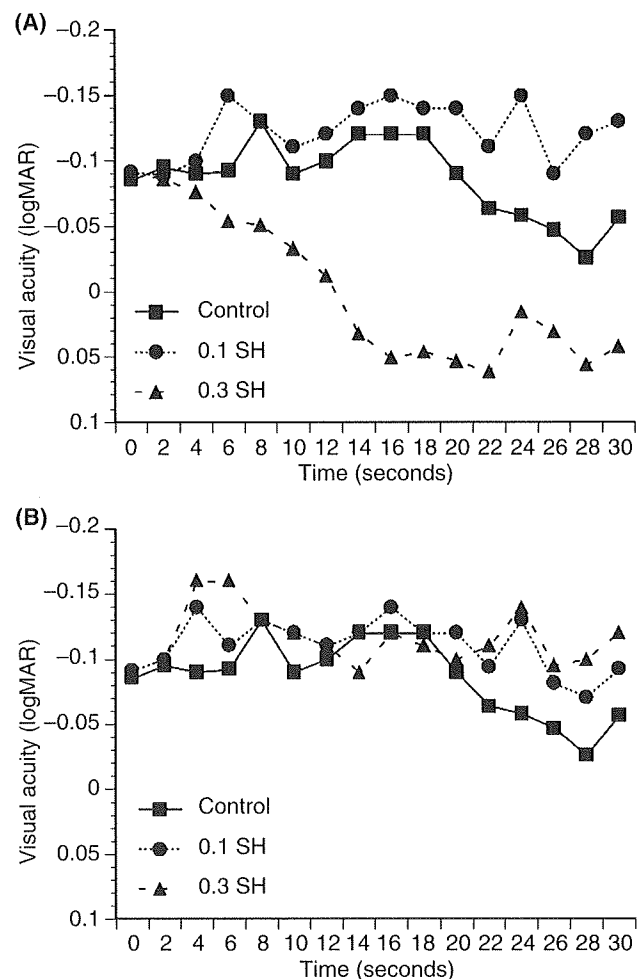 (A)
−0.2
−0.15
−0.1
−0.05
0
0.05
0.1
Visual acuity (logMAR)
Control
0.1 SH
0.3 SH
0 2 4 6 8 10 12 14 16 18 20 22 24 26 28 30
Time (seconds)
(B)
−0.2
−0.15
−0.1
−0.05
0
0.05
0.1
Visual acuity (logMAR)
Control
0.1 SH
0.3 SH
0 2 4 6 8 10 12 14 16 18 20 22 24 26 28 30
Time (seconds)